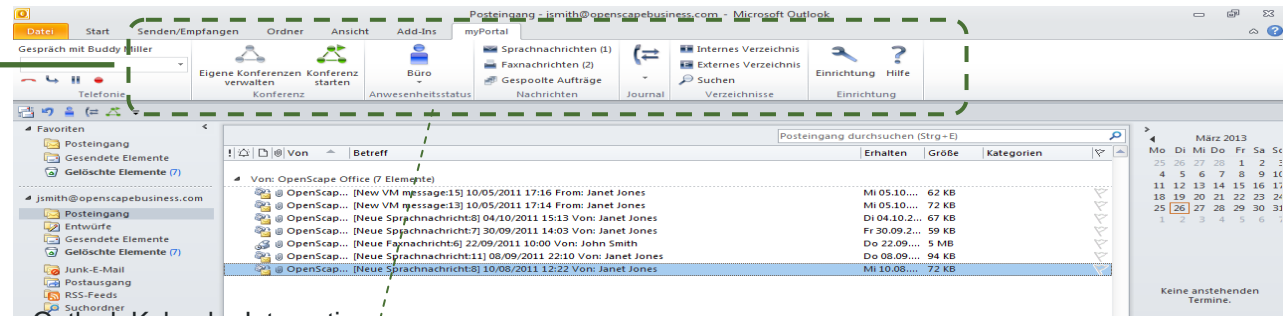 Posteingang - jsmith@openscapebusiness.com - Microsoft Outlook
Datei Start Senden/Empfangen Ordner Ansicht Add-Ins myPortal
Gespräch mit Buddy Miller
Telefonie
Eigene Konferenzen verwalten
Konferenz starten
Konferenz
Büro
Anwesenheitsstatus
Sprachnachrichten (1)
Faxnachrichten (2)
Gespoolte Aufträge
Nachrichten
Journal
Internes Verzeichnis
Externes Verzeichnis
Suchen
Verzeichnisse
Einrichtung Hilfe
Einrichtung
Favoriten
Posteingang
Gesendete Elemente
Gelöschte Elemente (7)
jsmith@openscapebusiness.com
Posteingang
Entwürfe
Gesendete Elemente
Gelöschte Elemente (7)
Junk-E-Mail
Postausgang
RSS-Feeds
Suchordner
Posteingang durchsuchen (Strg+E)
! Von Betreff Erhalten Größe Kategorien
Von: OpenScape Office (7 Elemente)
OpenScap... [New VM message:15] 10/05/2011 17:16 From: Janet Jones Mi 05.10.... 62 KB
OpenScap... [New VM message:13] 10/05/2011 17:14 From: Janet Jones Mi 05.10.... 72 KB
OpenScap... [Neue Sprachnachricht:8] 04/10/2011 15:13 Von: Janet Jones Di 04.10.2... 67 KB
OpenScap... [Neue Sprachnachricht:7] 30/09/2011 14:03 Von: Janet Jones Fr 30.09.2... 59 KB
OpenScap... [Neue Faxnachricht:6] 22/09/2011 10:00 Von: John Smith Do 22.09.... 5 MB
OpenScap... [Neue Sprachnachricht:11] 08/09/2011 22:10 Von: Janet Jones Do 08.09.... 94 KB
OpenScap... [Neue Sprachnachricht:8] 10/08/2011 12:22 Von: Janet Jones Mi 10.08.... 72 KB
März 2013
Mo Di Mi Do Fr Sa So
25 26 27 28 1 2 3
4 5 6 7 8 9 10
11 12 13 14 15 16 17
18 19 20 21 22 23 24
25 26 27 28 29 30 31
1 2 3 4 5 6 7
Keine anstehenden
Termine.